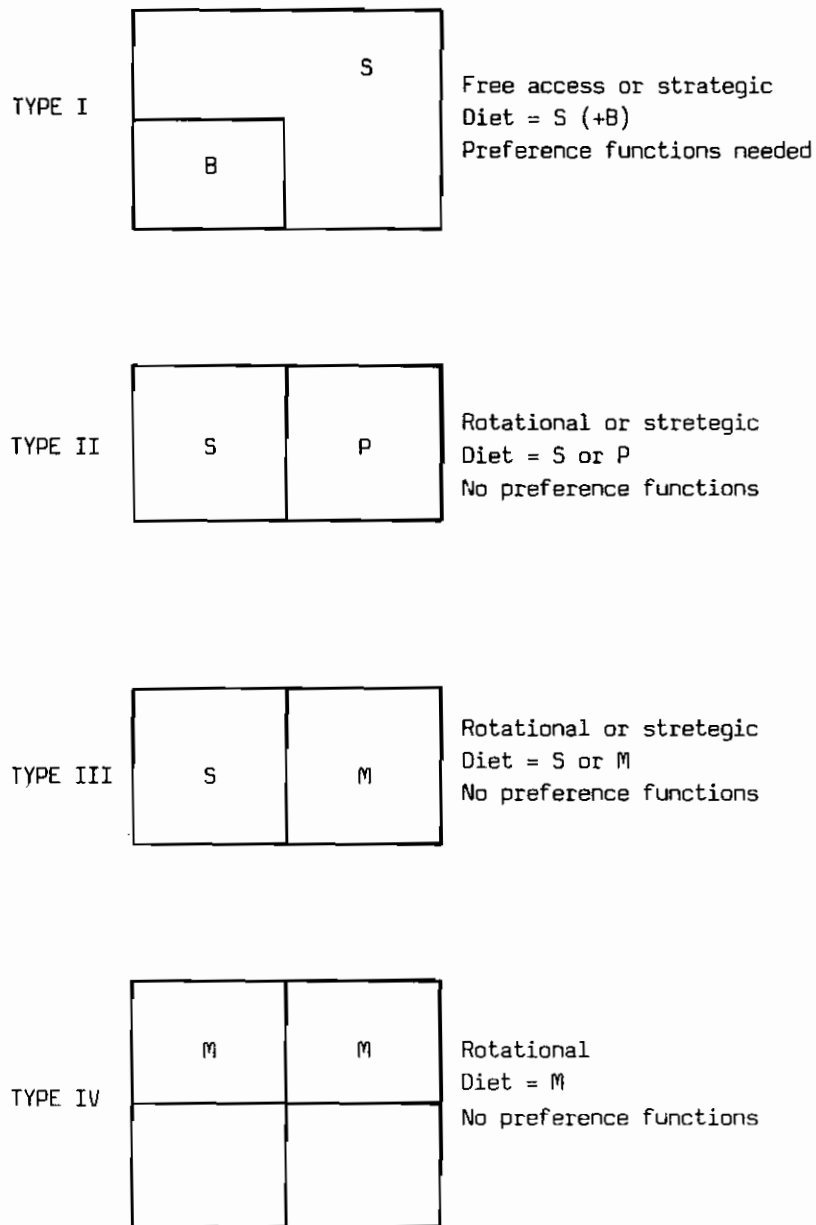 S
TYPE I
B
Free access or strategic
Diet = S (+B)
Preference functions needed
TYPE II
S
P
Rotational or stretegic
Diet = S or P
No preference functions
TYPE III
S
M
Rotational or stretegic
Diet = S or M
No preference functions
TYPE IV
M
M
Rotational
Diet = M
No preference functions